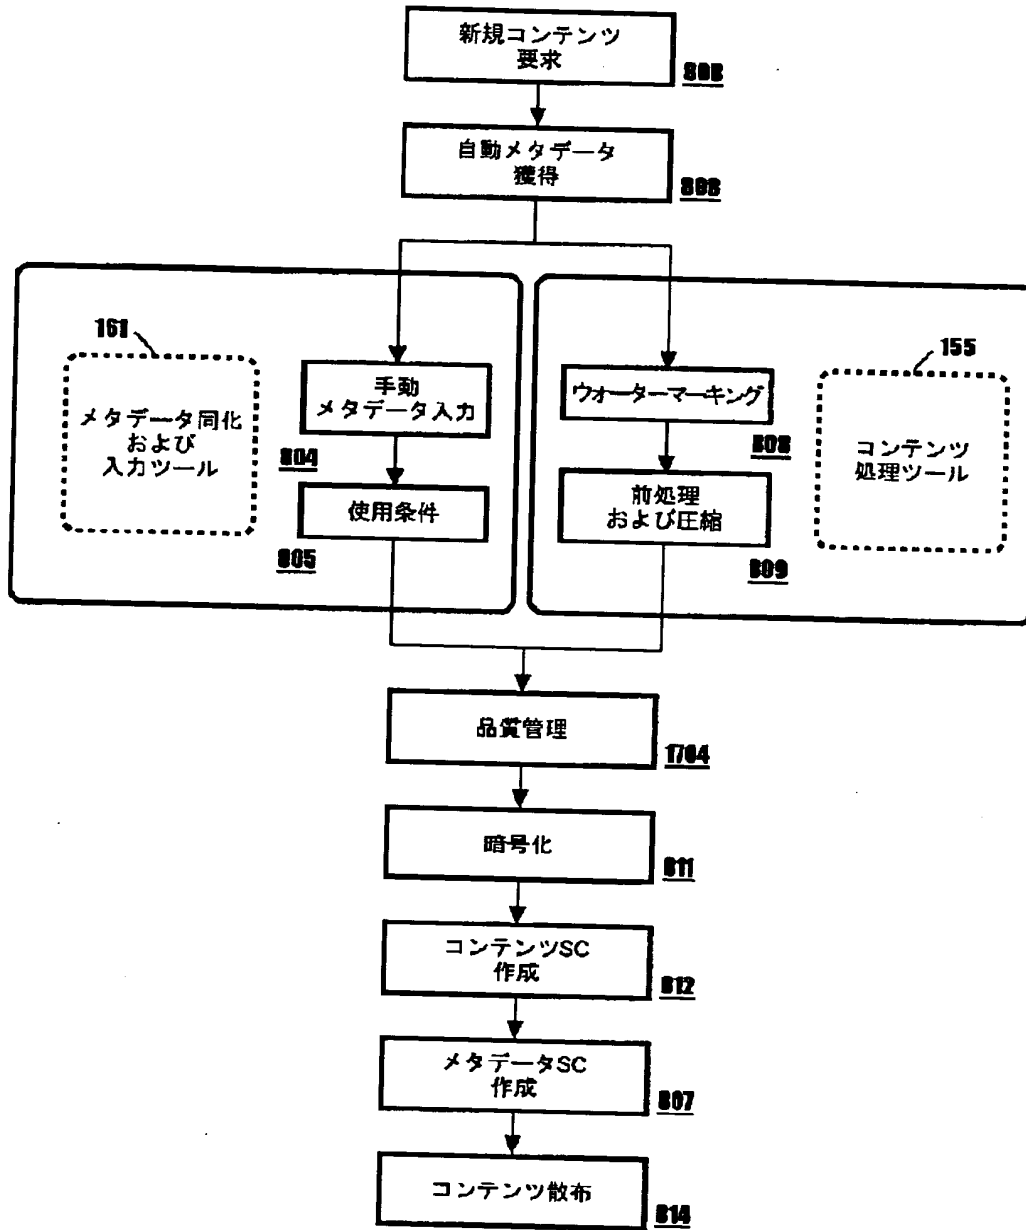 新規コンテンツ
要求
自動メタデータ
獲得
161
メタデータ同化
および
入力ツール
手動
メタデータ入力
804
使用条件
805
ウォーターマーキング
808
前処理
および圧縮
809
155
コンテンツ
処理ツール
品質管理
1704
暗号化
811
コンテンツSC
作成
812
メタデータSC
作成
807
コンテンツ散布
814